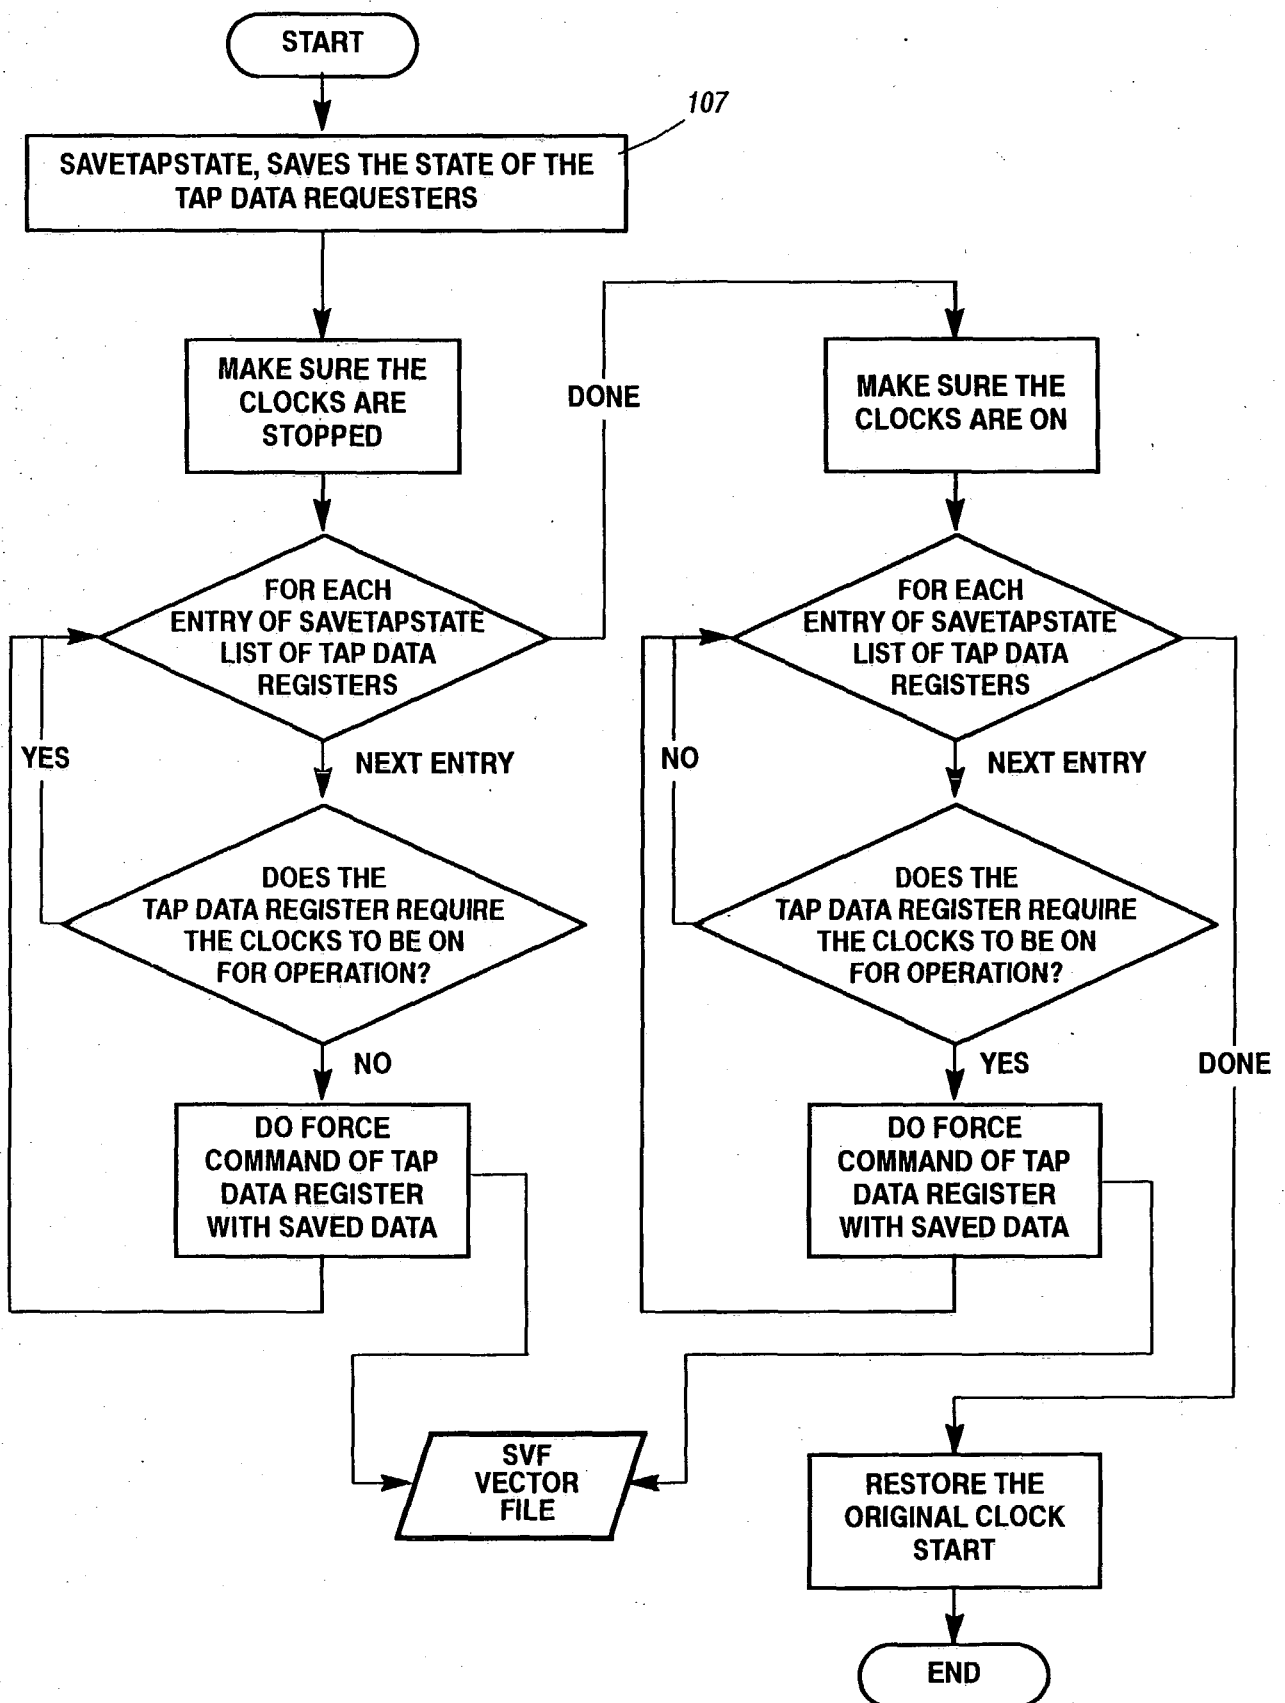 START
107
SAVETAPSTATE, SAVES THE STATE OF THE
TAP DATA REQUESTERS
MAKE SURE THE
CLOCKS ARE
STOPPED
DONE
MAKE SURE THE
CLOCKS ARE ON
FOR EACH
ENTRY OF SAVETAPSTATE
LIST OF TAP DATA
REGISTERS
FOR EACH
ENTRY OF SAVETAPSTATE
LIST OF TAP DATA
REGISTERS
YES
NEXT ENTRY
NO
NEXT ENTRY
DOES THE
TAP DATA REGISTER REQUIRE
THE CLOCKS TO BE ON
FOR OPERATION?
DOES THE
TAP DATA REGISTER REQUIRE
THE CLOCKS TO BE ON
FOR OPERATION?
NO
YES
DONE
DO FORCE
COMMAND OF TAP
DATA REGISTER
WITH SAVED DATA
DO FORCE
COMMAND OF TAP
DATA REGISTER
WITH SAVED DATA
SVF
VECTOR
FILE
RESTORE THE
ORIGINAL CLOCK
START
END